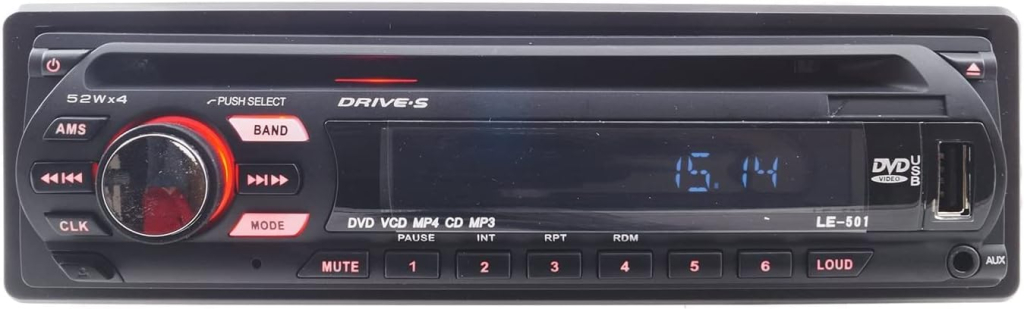 52Wx4
PUSH SELECT
DRIVE·S
AMS
BAND
15.14
DVD
VIDEO
USB
CLK
MODE
DVD VCD MP4 CD MP3
LE-501
PAUSE INT RPT RDM
MUTE 1 2 3 4 5 6 LOUD
AUX